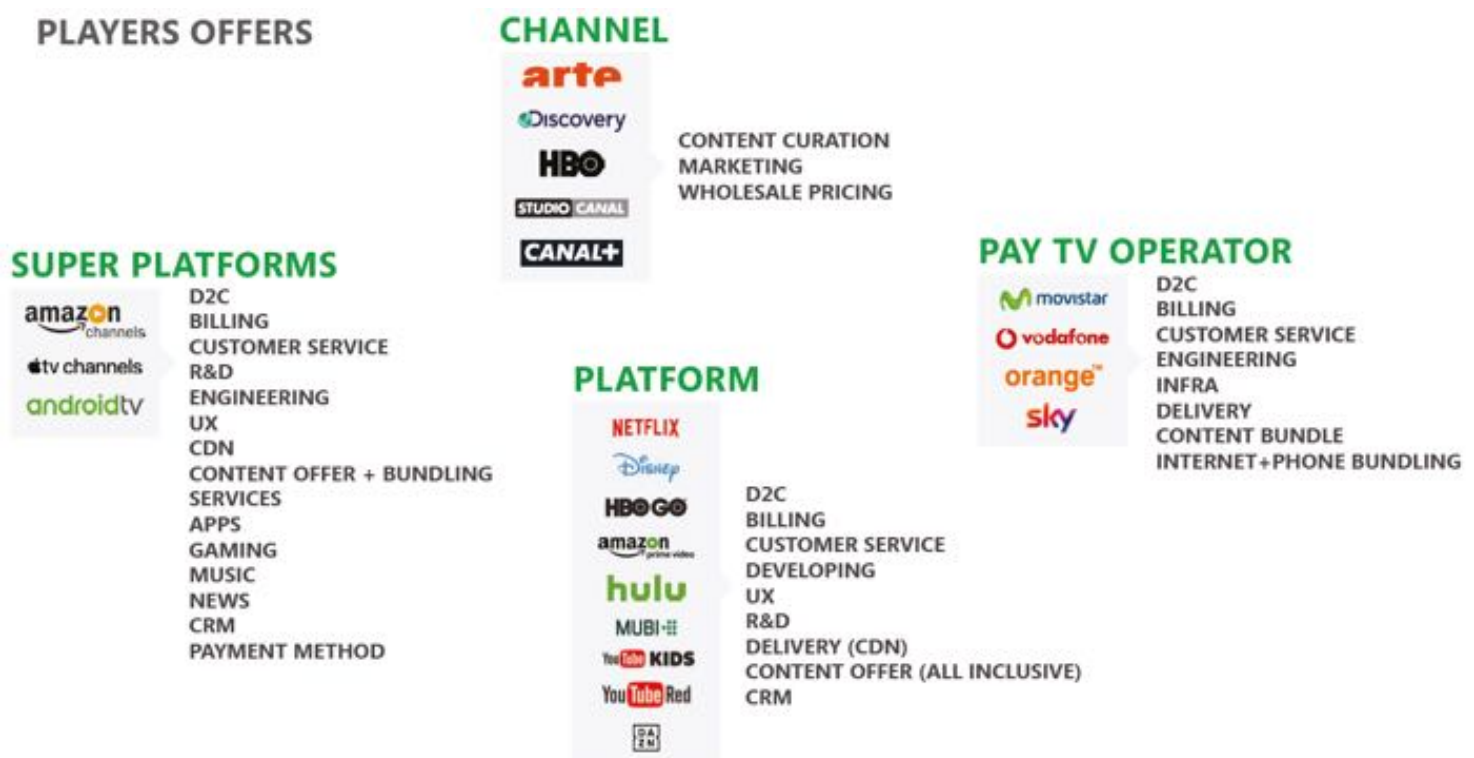 PLAYERS OFFERS
CHANNEL
arte
Discovery
HBO
STUDIO CANAL
CANAL+
CONTENT CURATION
MARKETING
WHOLESALE PRICING
SUPER PLATFORMS
amazon
channels
tv channels
androidtv
D2C
BILLING
CUSTOMER SERVICE
R&D
ENGINEERING
UX
CDN
CONTENT OFFER + BUNDLING
SERVICES
APPS
GAMING
MUSIC
NEWS
CRM
PAYMENT METHOD
PLATFORM
NETFLIX
Disney
HBO GO
amazon
prime video
hulu
MUBI
YouTube KIDS
YouTube Red
DA
ZN
D2C
BILLING
CUSTOMER SERVICE
DEVELOPING
UX
R&D
DELIVERY (CDN)
CONTENT OFFER (ALL INCLUSIVE)
CRM
PAY TV OPERATOR
movistar
vodafone
orange™
sky
D2C
BILLING
CUSTOMER SERVICE
ENGINEERING
INFRA
DELIVERY
CONTENT BUNDLE
INTERNET+PHONE BUNDLING